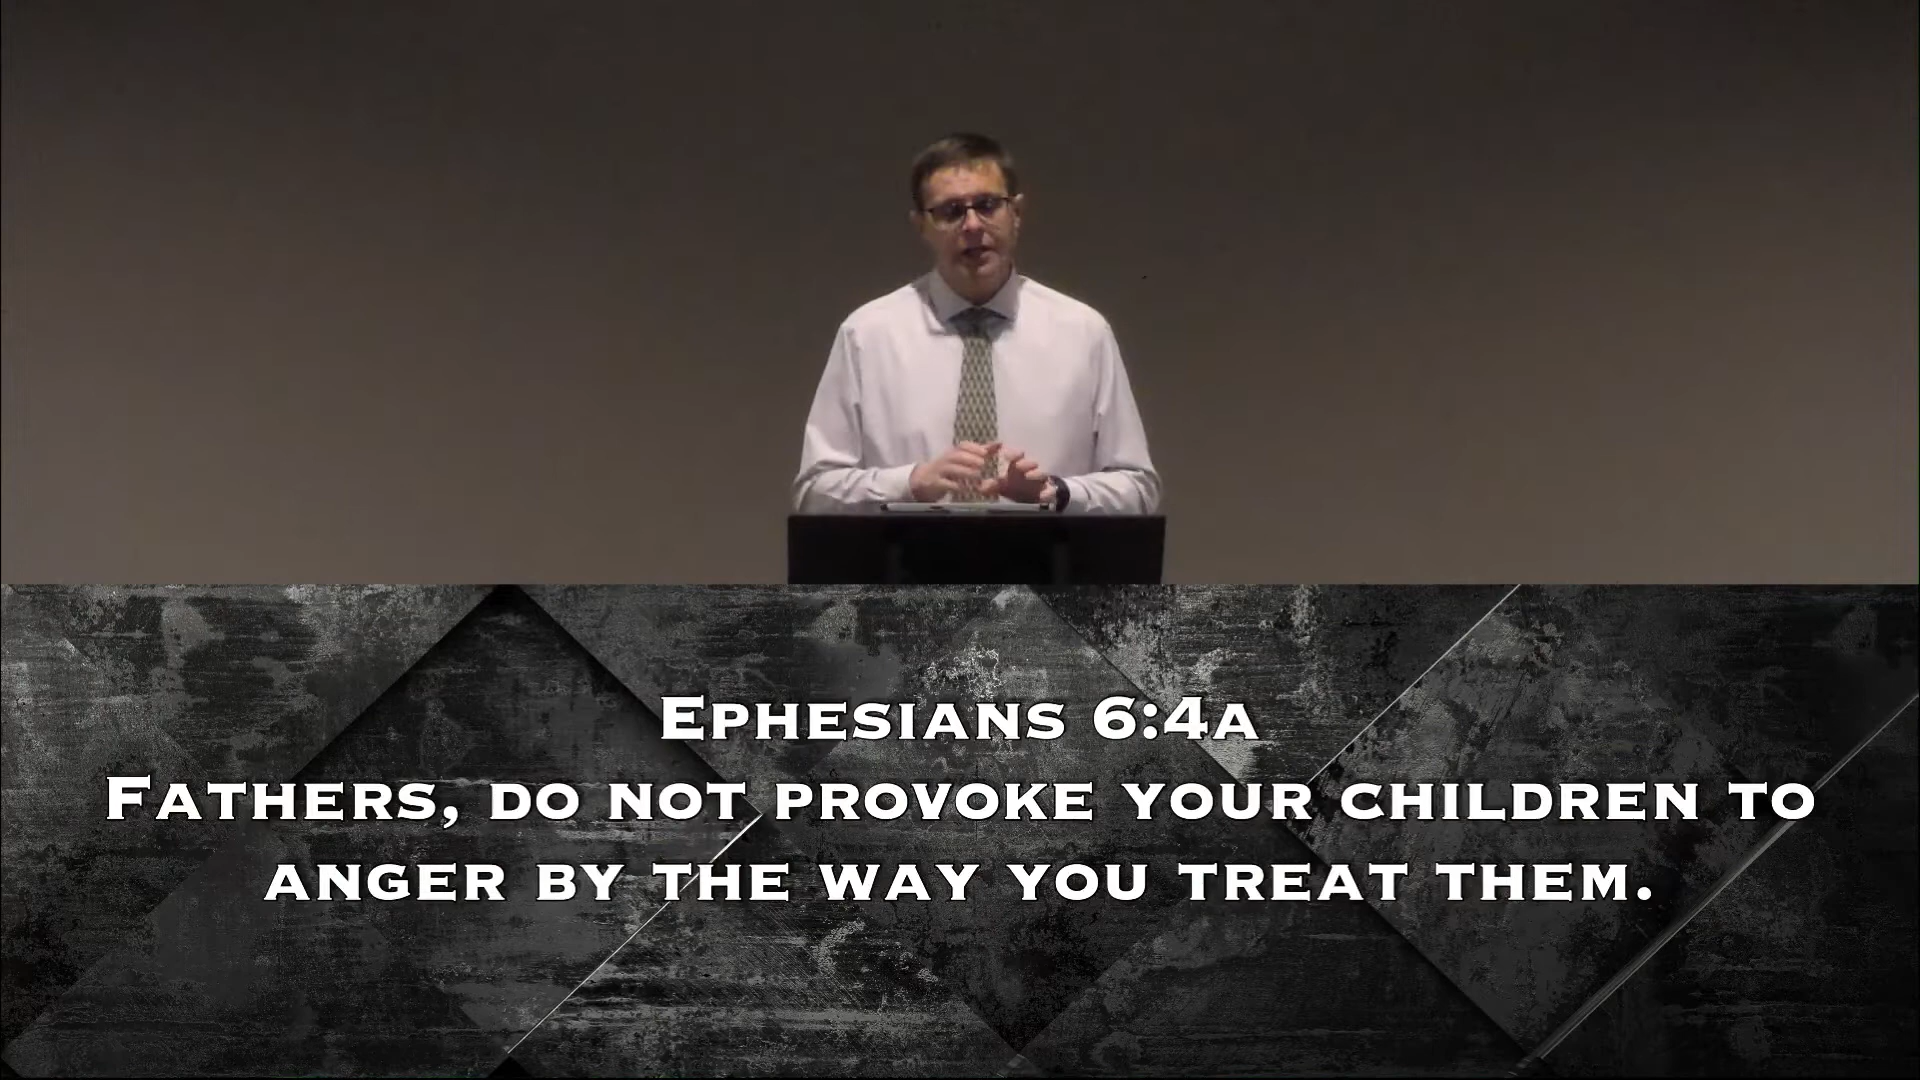 Ephesians 6:4a
Fathers, do not provoke your children to
anger by the way you treat them.